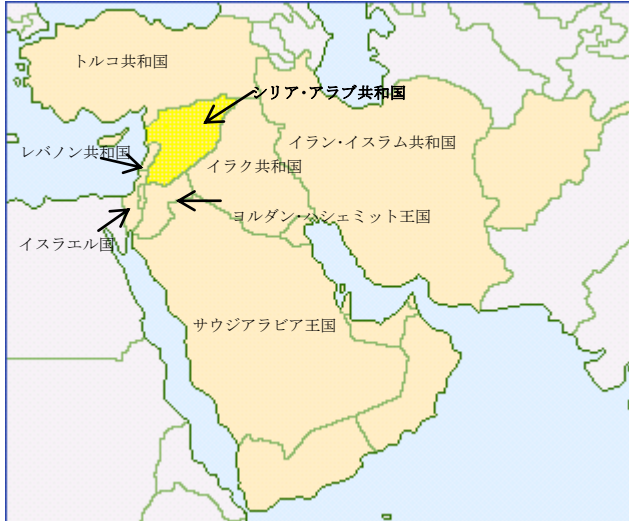 トルコ共和国
シリア・アラブ共和国
イラン・イスラム共和国
レバノン共和国
イラク共和国
ヨルダン・ハシェミット王国
イスラエル国
サウジアラビア王国